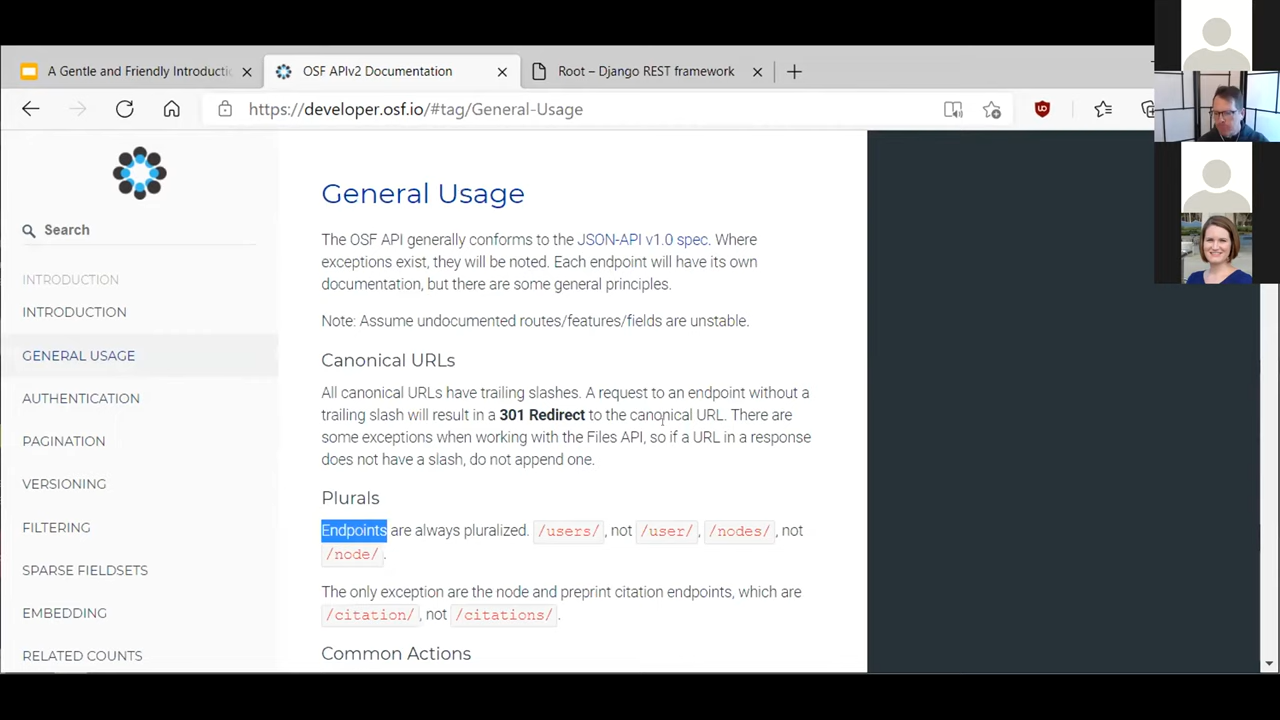 A Gentle and Friendly Introducti
OSF APIv2 Documentation
Root – Django REST framework
https://developer.osf.io/#tag/General-Usage
Search
INTRODUCTION
INTRODUCTION
GENERAL USAGE
AUTHENTICATION
PAGINATION
VERSIONING
FILTERING
SPARSE FIELDSETS
EMBEDDING
RELATED COUNTS
General Usage
The OSF API generally conforms to the JSON-API v1.0 spec. Where
exceptions exist, they will be noted. Each endpoint will have its own
documentation, but there are some general principles.
Note: Assume undocumented routes/features/fields are unstable.
Canonical URLs
All canonical URLs have trailing slashes. A request to an endpoint without a
trailing slash will result in a 301 Redirect to the canonical URL. There are
some exceptions when working with the Files API, so if a URL in a response
does not have a slash, do not append one.
Plurals
Endpoints are always pluralized. /users/, not /user/, /nodes/, not
/node/.
The only exception are the node and preprint citation endpoints, which are
/citation/, not /citations/.
Common Actions